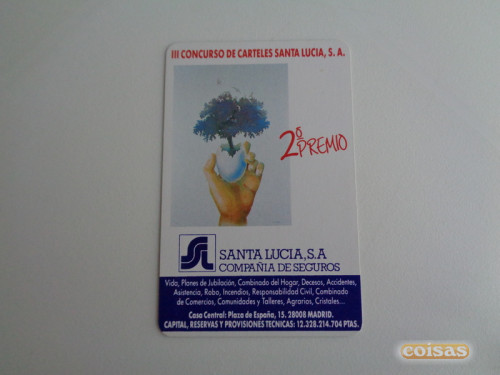 III CONCURSO DE CARTELES SANTA LUCIA, S. A.
2º PREMIO
SL
SANTA LUCIA, S.A
COMPAÑIA DE SEGUROS
Vida, Planes de Jubilación, Combinado del Hogar, Decesos, Accidentes,
Asistencia, Robo, Incendios, Responsabilidad Civil, Combinado
de Comercios, Comunidades y Talleres, Agrarios, Cristales...
Casa Central: Plaza de España, 15. 28008 MADRID.
CAPITAL, RESERVAS Y PROVISIONES TECNICAS: 12.328.214.704 PTAS.
coisas